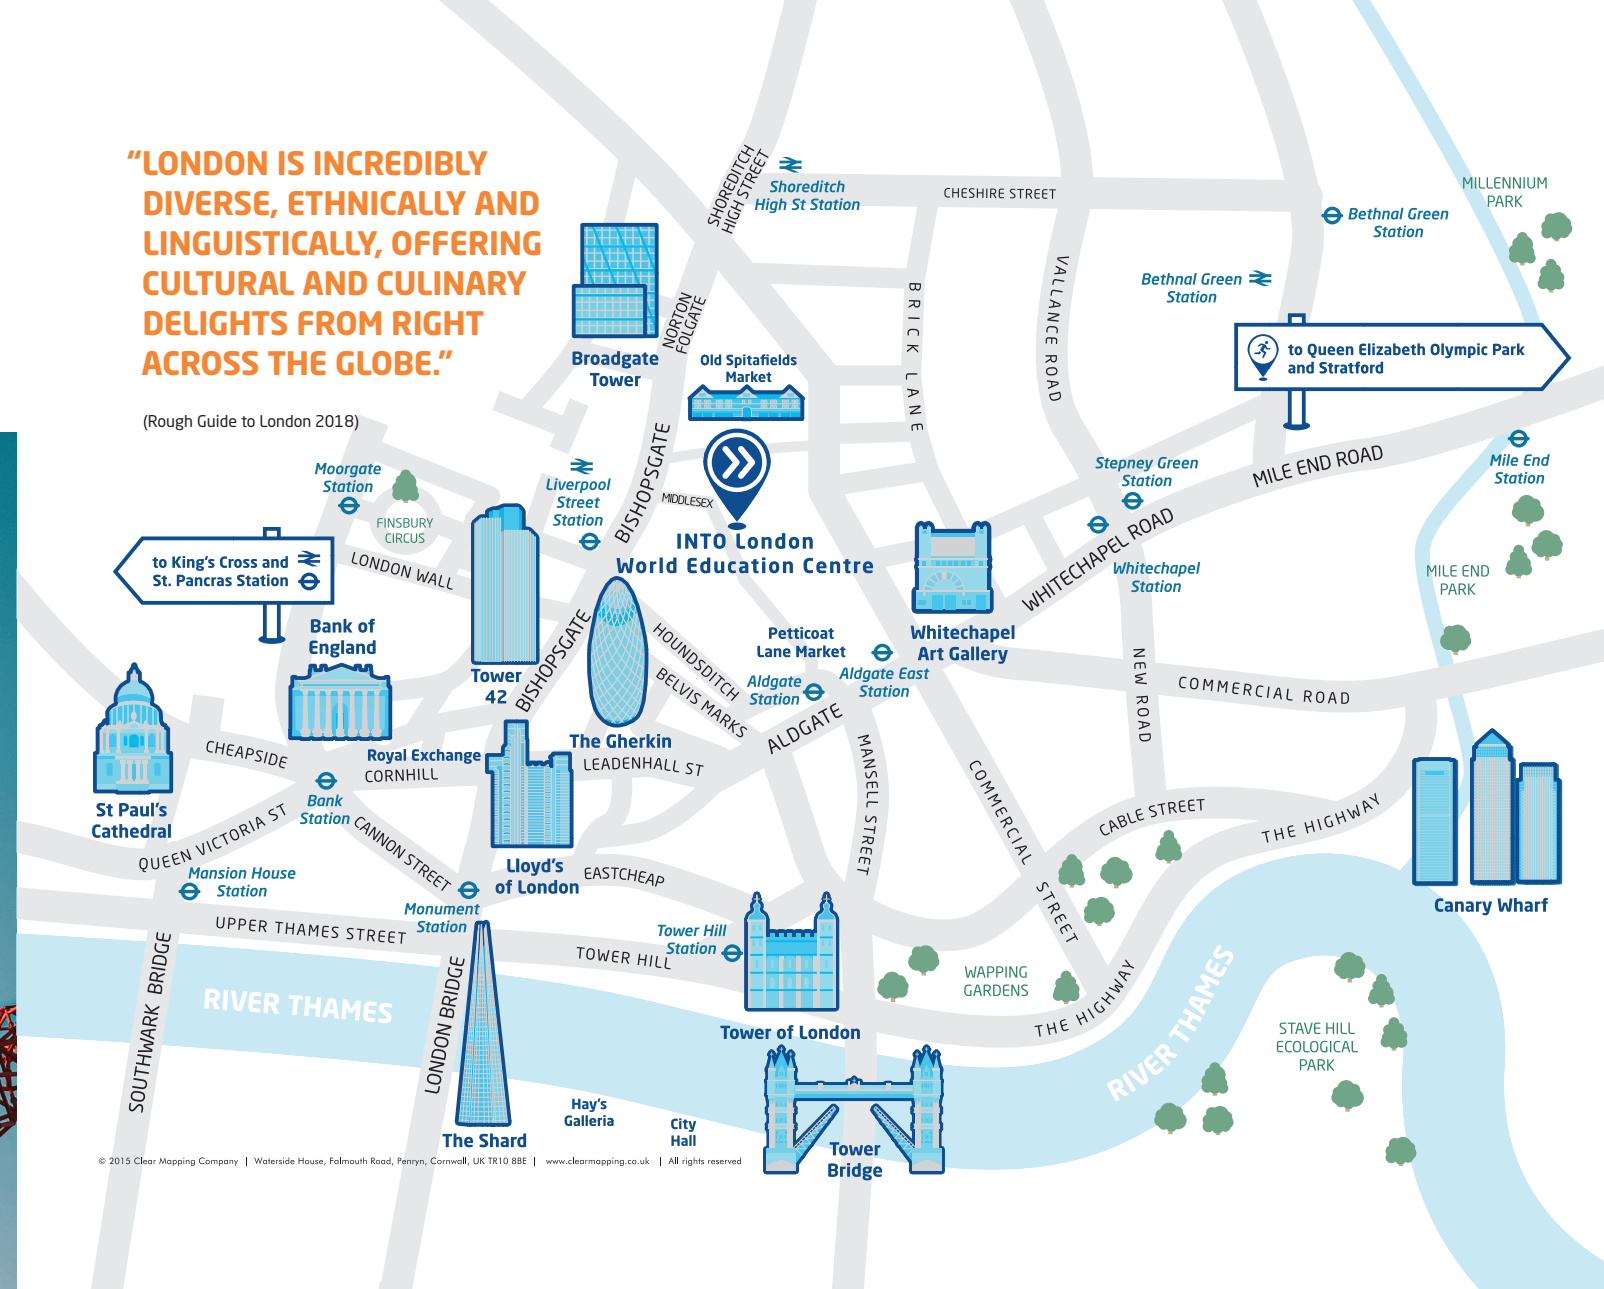 “LONDON IS INCREDIBLY
DIVERSE, ETHNICALLY AND
LINGUISTICALLY, OFFERING
CULTURAL AND CULINARY
DELIGHTS FROM RIGHT
ACROSS THE GLOBE.”
(Rough Guide to London 2018)
SHOREDITCH
HIGH STREET
Shoreditch
High St Station
CHESHIRE STREET
MILLENNIUM
PARK
Bethnal Green
Station
Bethnal Green
Station
VALLANCE ROAD
BRICK LANE
NORTON
FOLGATE
Broadgate
Tower
Old Spitafields
Market
to Queen Elizabeth Olympic Park
and Stratford
MILE END ROAD
Mile End
Station
Stepney Green
Station
Moorgate
Station
FINSBURY
CIRCUS
Liverpool
Street
Station
BISHOPSGATE
MIDDLESEX
INTO London
World Education Centre
WHITECHAPEL ROAD
Whitechapel
Station
MILE END
PARK
to King’s Cross and
St. Pancras Station
LONDON WALL
Bank of
England
Tower
42
BISHOPSGATE
HOUNSDITCH
BELVIS MARKS
Petticoat
Lane Market
Aldgate
Station
Aldgate East
Station
Whitechapel
Art Gallery
NEW ROAD
COMMERCIAL ROAD
The Gherkin
LEADENHALL ST
ALDGATE
MANSELL STREET
COMMERCIAL STREET
CHEAPSIDE
Royal Exchange
CORNHILL
Bank
Station
St Paul’s
Cathedral
QUEEN VICTORIA ST
CANNON STREET
Mansion House
Station
Lloyd’s
of London
EASTCHEAP
CABLE STREET
THE HIGHWAY
Canary Wharf
Monument
Station
UPPER THAMES STREET
TOWER HILL
Tower Hill
Station
WAPPING
GARDENS
THE HIGHWAY
RIVER THAMES
RIVER THAMES
SOUTHWARK BRIDGE
LONDON BRIDGE
Tower of London
STAVE HILL
ECOLOGICAL
PARK
The Shard
Hay’s
Galleria
City
Hall
Tower
Bridge
© 2015 Clear Mapping Company | Waterside House, Falmouth Road, Penryn, Cornwall, UK TR10 8BE | www.clearmapping.co.uk | All rights reserved